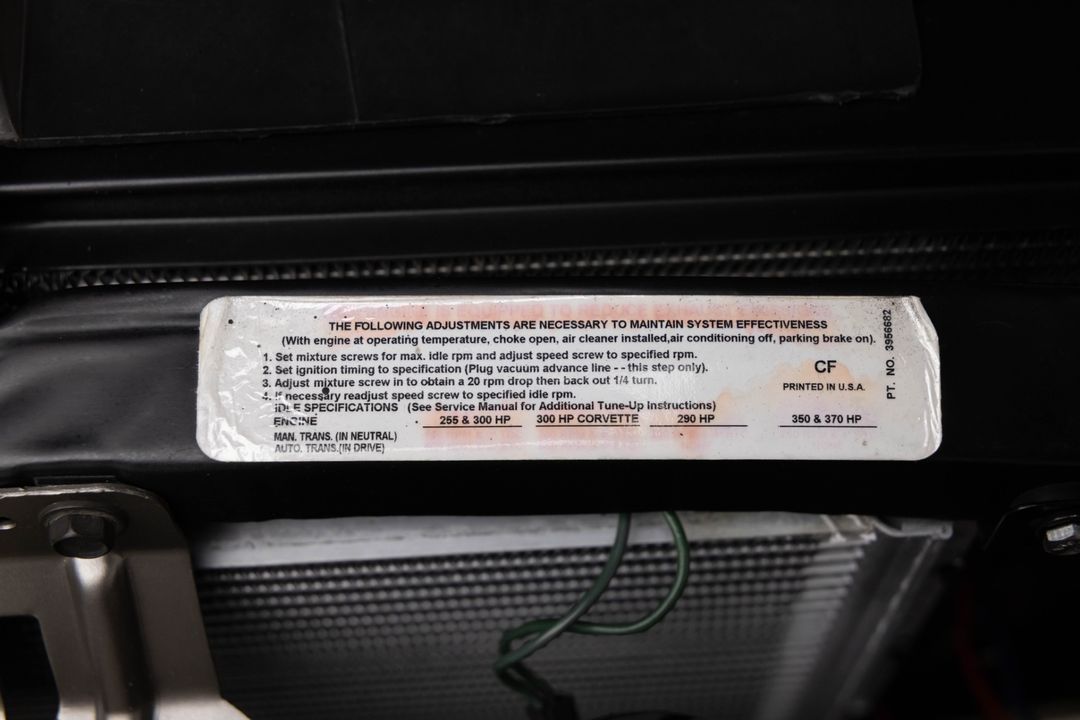 THE FOLLOWING ADJUSTMENTS ARE NECESSARY TO MAINTAIN SYSTEM EFFECTIVENESS
(With engine at operating temperature, choke open, air cleaner installed,air conditioning off, parking brake on).
1. Set mixture screws for max. idle rpm and adjust speed screw to specified rpm.
2. Set ignition timing to specification (Plug vacuum advance line - - this step only).
3. Adjust mixture screw in to obtain a 20 rpm drop then back out 1/4 turn.
4. If necessary readjust speed screw to specified idle rpm.
IDLE SPECIFICATIONS (See Service Manual for Additional Tune-Up Instructions)
ENGINE 255 & 300 HP 300 HP CORVETTE 290 HP 350 & 370 HP
MAN. TRANS. (IN NEUTRAL)
AUTO. TRANS.(IN DRIVE)
CF
PRINTED IN U.S.A.
PT. NO. 3956682